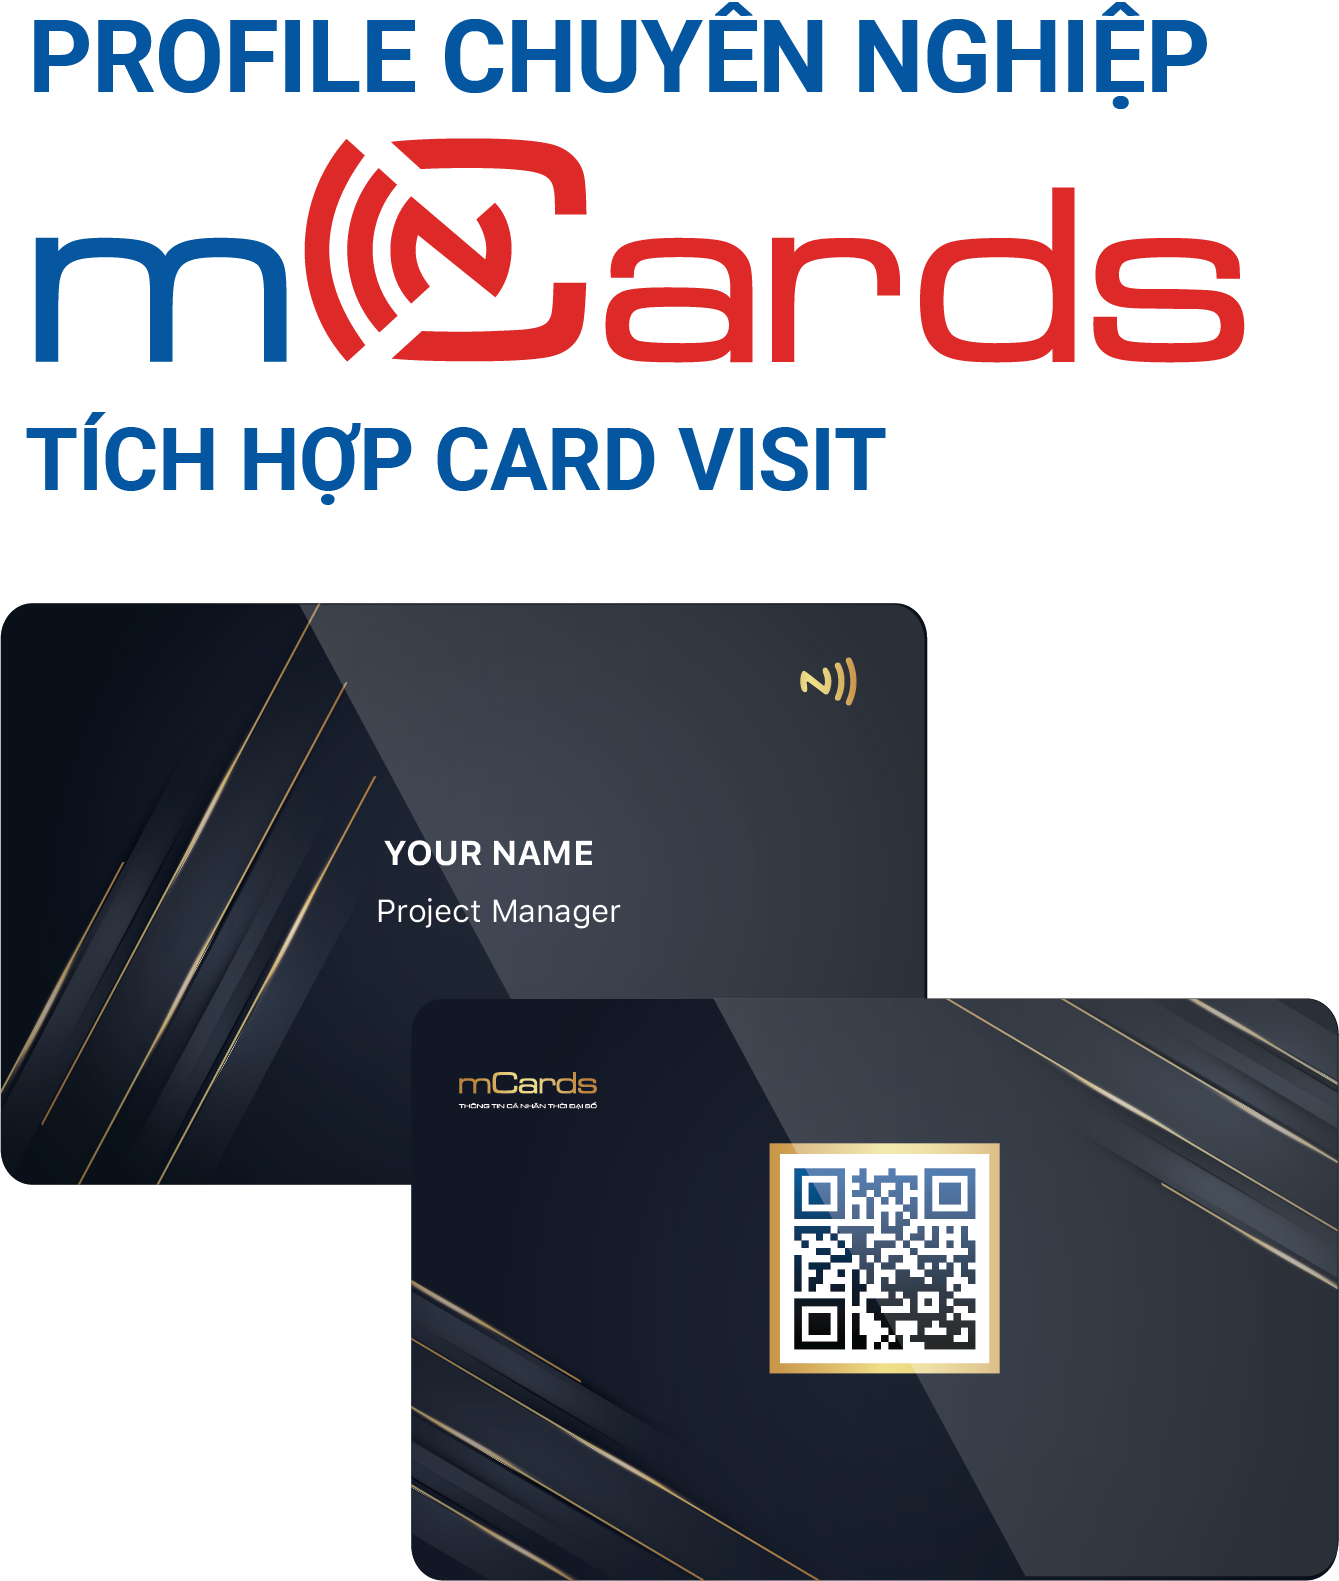 PROFILE CHUYÊN NGHIỆP
mCards
TÍCH HỢP CARD VISIT
YOUR NAME
Project Manager
mCards
THÔNG TIN CÁ NHÂN THỜI ĐẠI SỐ